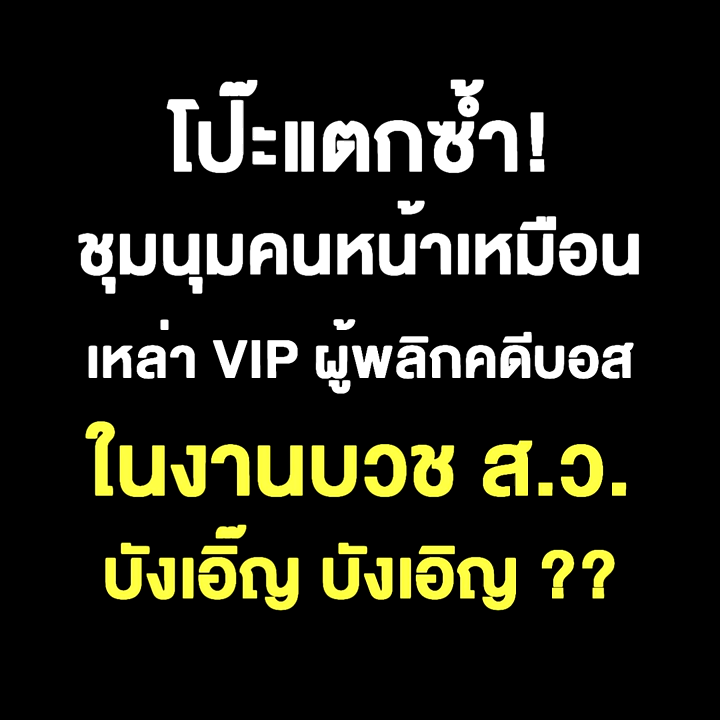 โป๊ะแตกซ้ำ!
ชุมนุมคนหน้าเหมือน
เหล่า VIP ผู้พลิกคดีบอส
ในงานบวช ส.ว.
บังเอิ๊ญ บังเอิญ ??